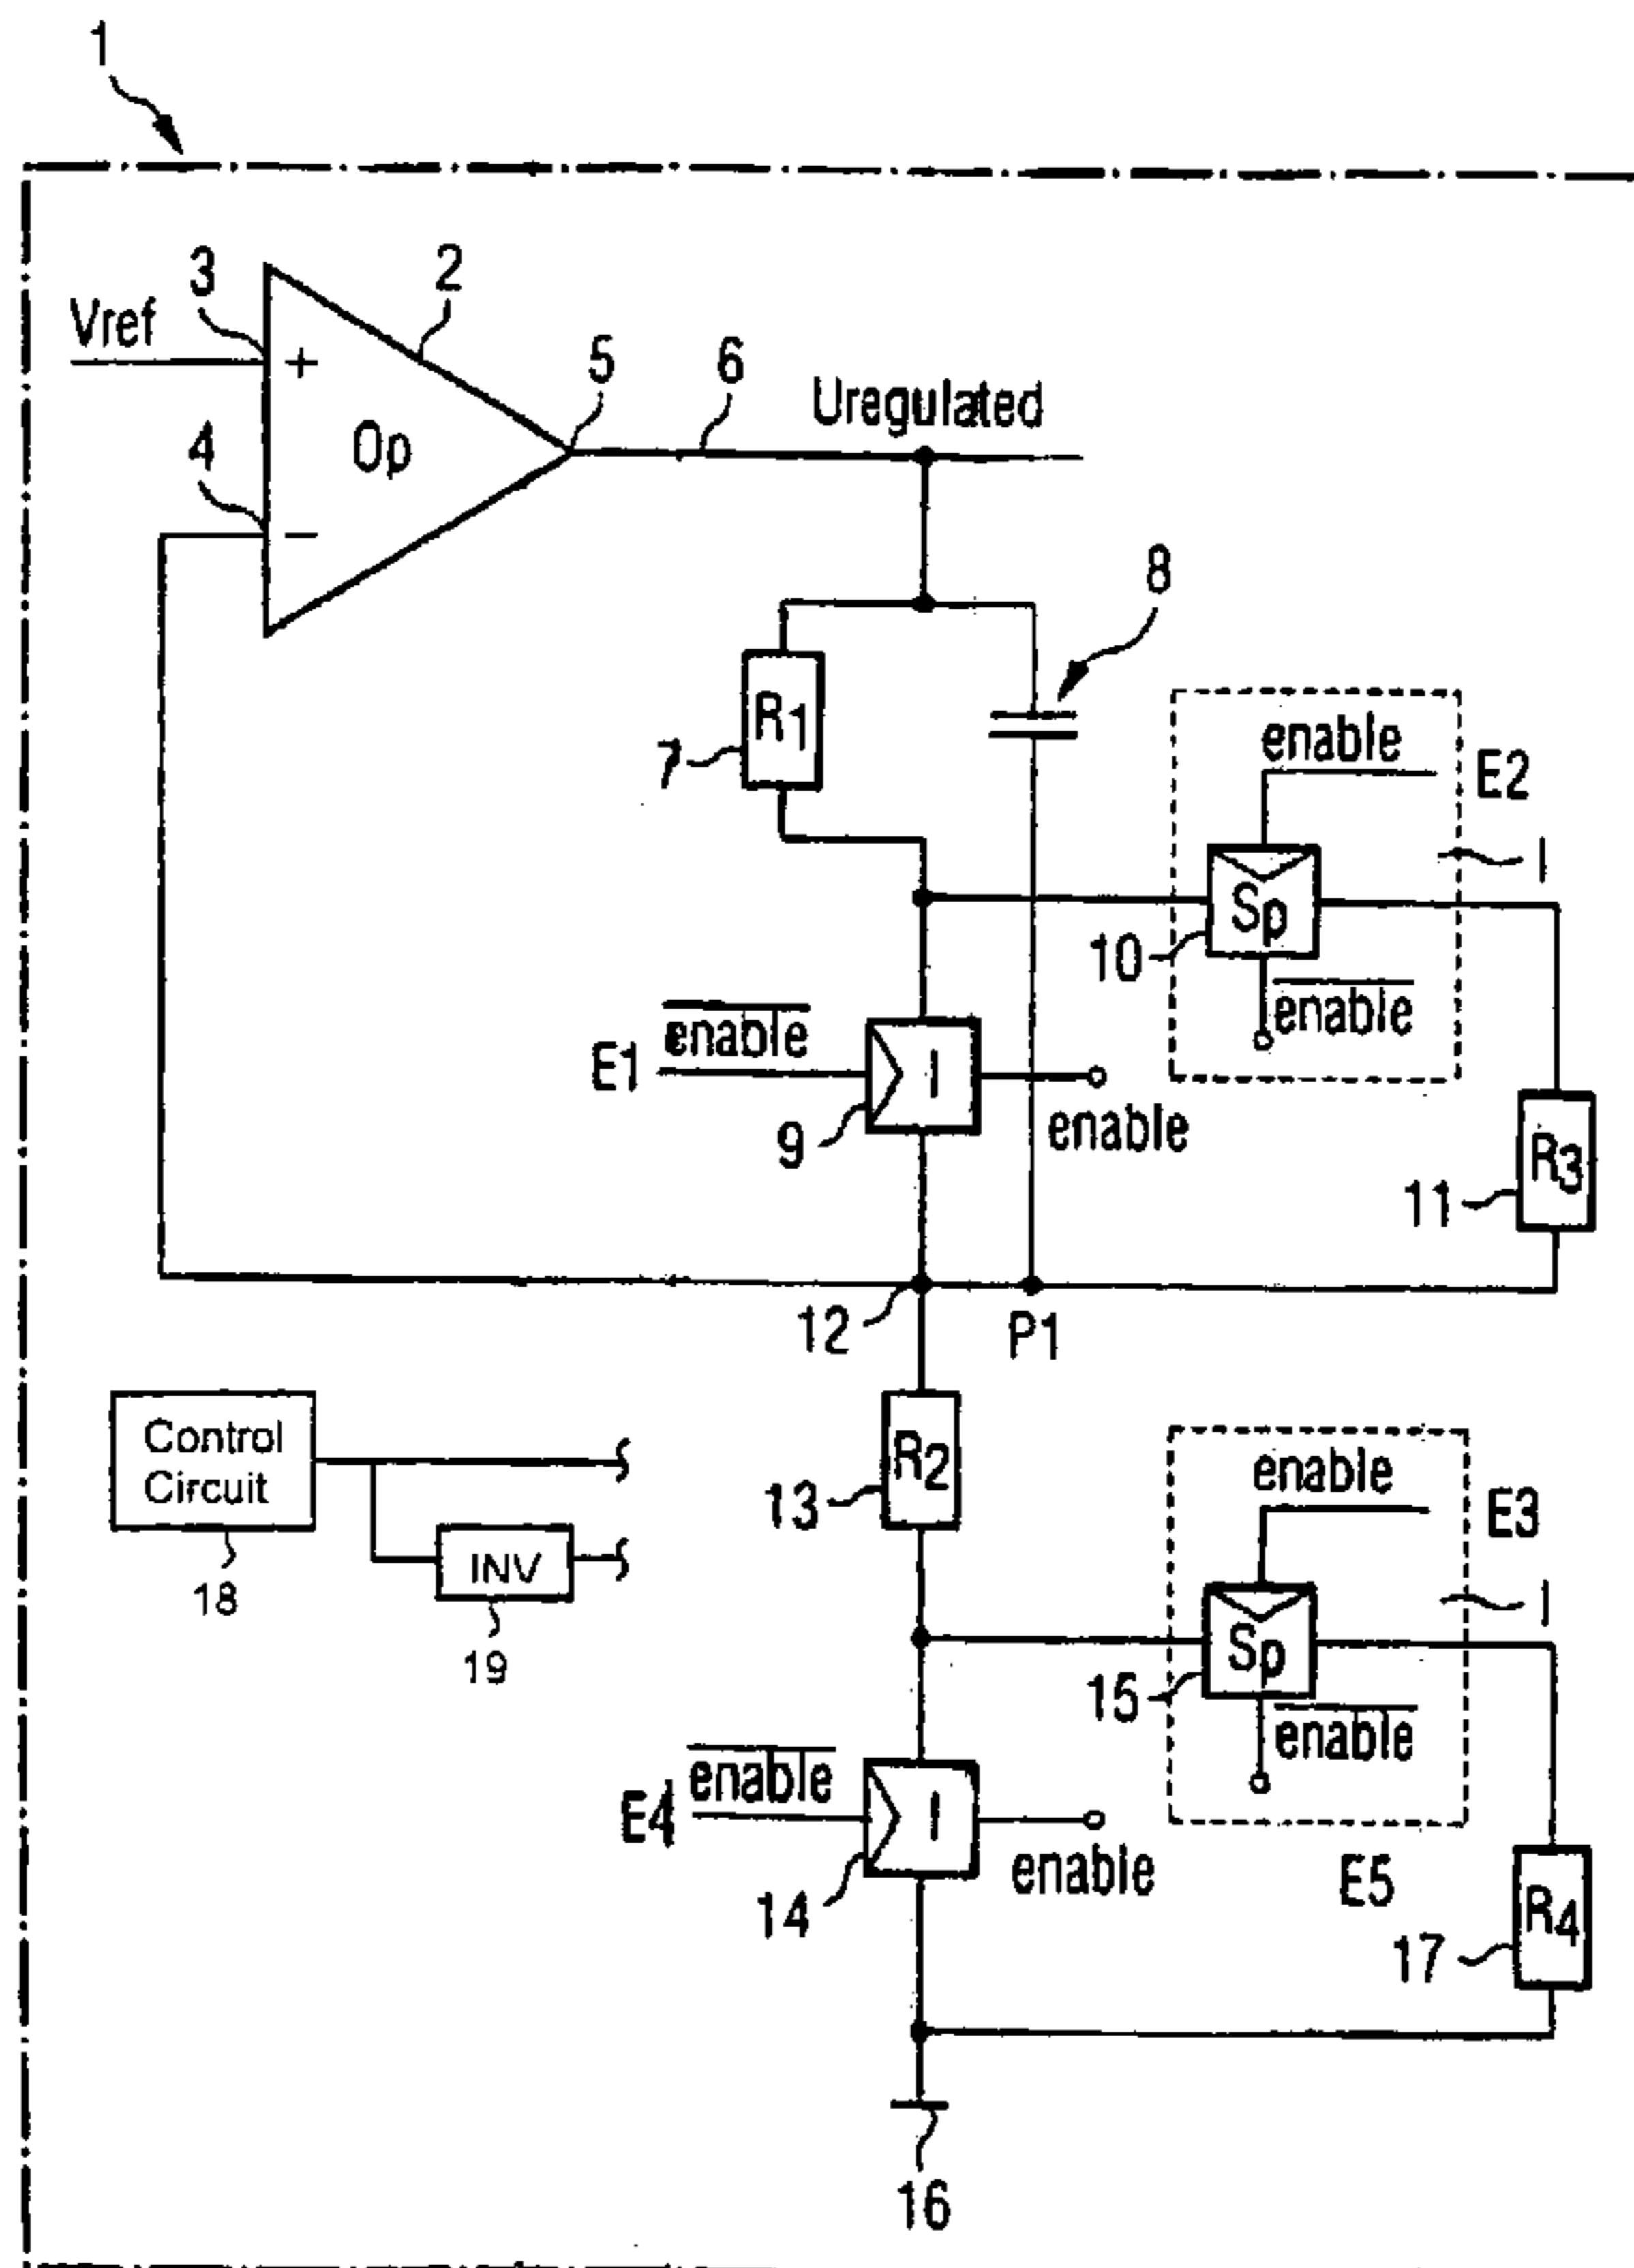 1
3
2
Vref
+
4
Op
−
5
6
Uregulated
8
R1
7
enable
E2
I
Sp
10
enable
enable
E1
I
9
enable
R3
11
12
P1
Control
Circuit
18
INV
19
R2
13
enable
E3
I
Sp
15
enable
enable
E4
I
14
enable
E5
R4
17
16